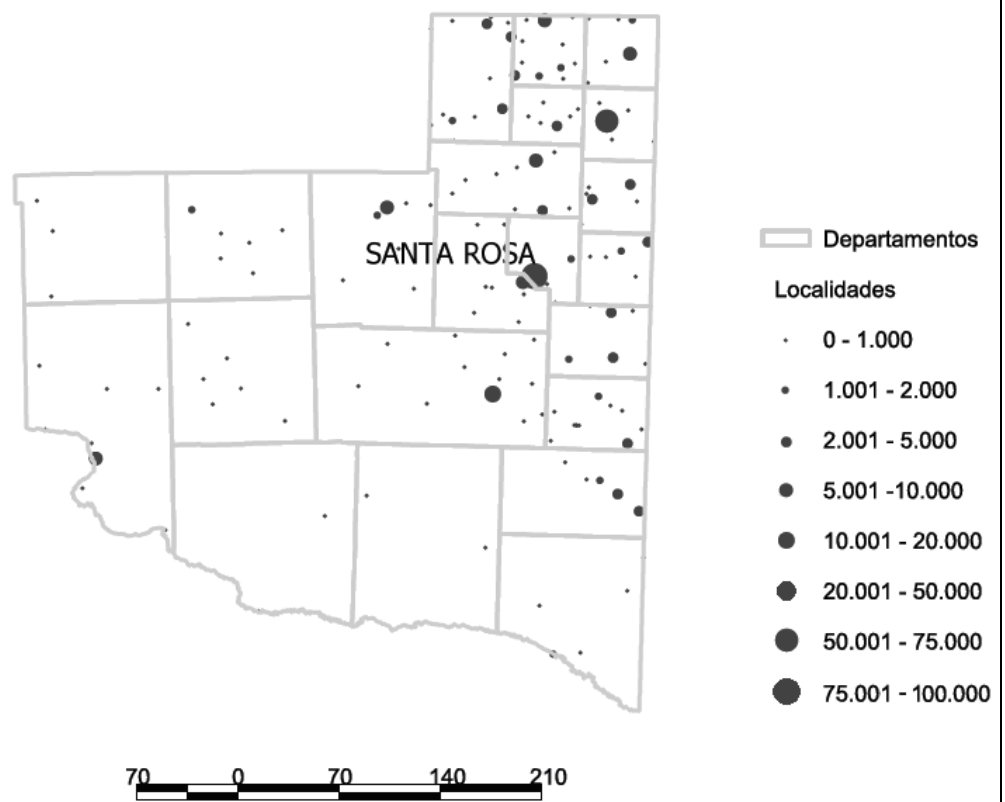 SANTA ROSA
Departamentos
Localidades
0 - 1.000
1.001 - 2.000
2.001 - 5.000
5.001 -10.000
10.001 - 20.000
20.001 - 50.000
50.001 - 75.000
75.001 - 100.000
70 0 70 140 210